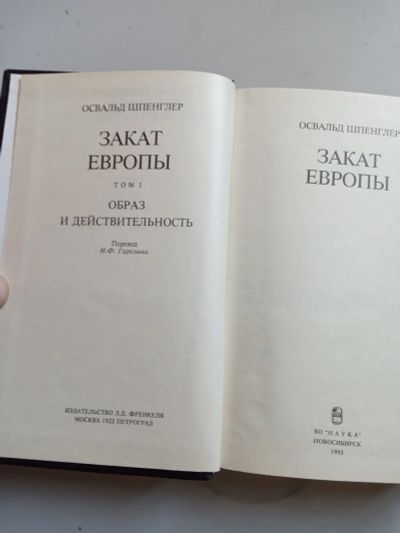 ОСВАЛЬД ШПЕНГЛЕР
ЗАКАТ
ЕВРОПЫ
ТОМ I
ОБРАЗ
И ДЕЙСТВИТЕЛЬНОСТЬ
Перевод
Н.Ф. Гарелина
ИЗДАТЕЛЬСТВО Л.Д. ФРЕНКЕЛЯ
МОСКВА 1923 ПЕТРОГРАД
ОСВАЛЬД ШПЕНГЛЕР
ЗАКАТ
ЕВРОПЫ
ВО "НАУКА"
НОВОСИБИРСК
1993